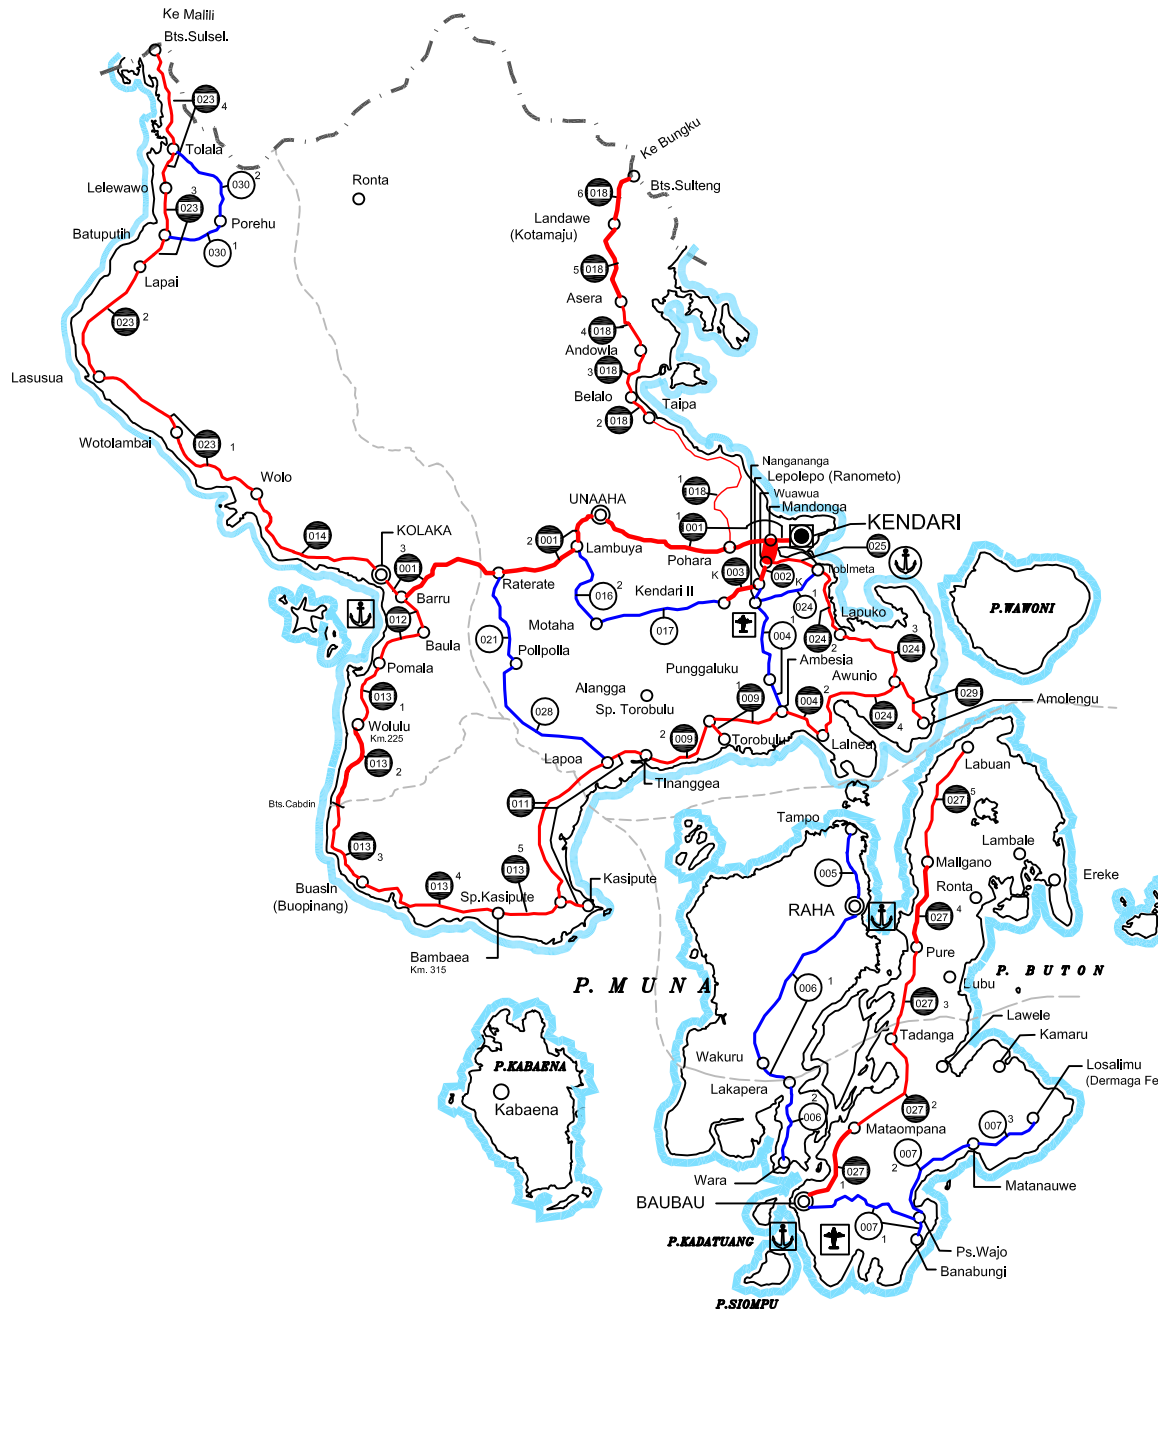 Ke Malili
Bts.Sulsel.
023
4
Tolala
2
030
Lelewawo
3
023
Batuputih
Porehu
030
1
Lapai
023
2
Ronta
Ke Bungku
Bts.Sulteng
6
018
Landawe
(Kotamaju)
5
018
Asera
4
018
Andowia
3
018
Belalo
Taipa
2
018
Lasusua
Wotolambai
023
1
Wolo
014
KOLAKA
3
001
Barru
012
Baula
Pomala
013
1
Wolulu
Km.225
013
2
Bts.Cabdin
013
3
Buasin
(Buopinang)
013
4
5
013
Sp.Kasipute
Bambaea
Km. 315
Kasipute
UNAAHA
2
001
Lambuya
Raterate
2
016
Motaha
017
021
Pollpolla
028
Lapoa
011
1
018
1
001
Pohara
Nangananga
Lepolepo (Ranometo)
Wuawua
Mandonga
KENDARI
025
003
K
002
K
Toblmeta
Kendari II
1
024
1
004
Lapuko
024
2
3
024
Punggaluku
Ambesia
Awunio
Alangga
Sp. Torobulu
1
009
2
004
029
024
4
Amolengu
2
009
Torobulu
Lalnea
TInanggea
P.WAWONI
Labuan
027
5
Tampo
Lambale
Mallgano
005
Ronta
Ereke
RAHA
027
4
Pure
P. MUNA
P. BUTON
Lubu
006
1
027
3
Lawele
Tadanga
Kamaru
Wakuru
P.KABAENA
Kabaena
Lakapera
2
006
027
2
Losalimu
(Dermaga Fe
Mataompana
007
3
007
2
Wara
027
1
BAUBAU
Matanauwe
007
1
P.KADATUANG
Ps.Wajo
Banabungi
P.SIOMPU